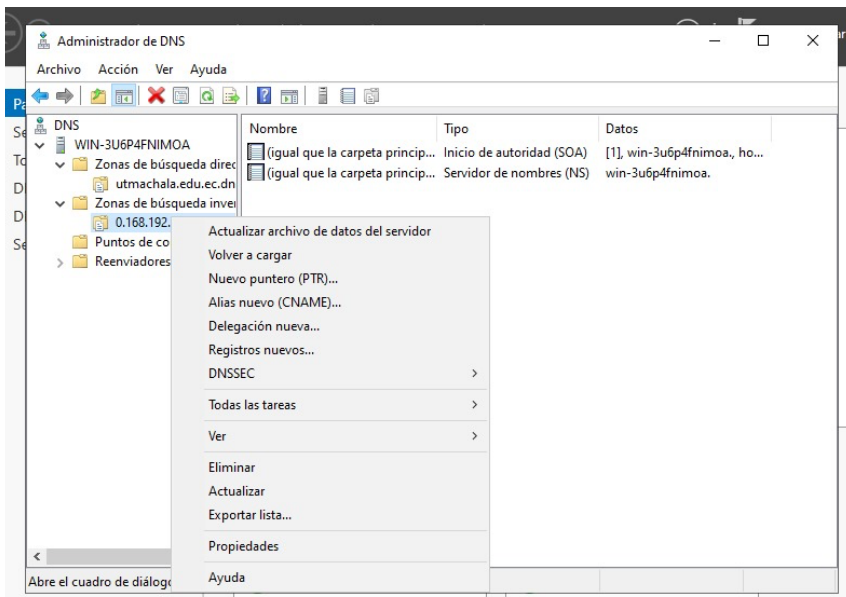 Administrador de DNS
Archivo Acción Ver Ayuda
DNS
WIN-3U6P4FNIMOA
Zonas de búsqueda direc
utmachala.edu.ec.dn
Zonas de búsqueda inver
0.168.192.
Puntos de co
Reenviadores
Nombre Tipo Datos
(igual que la carpeta princip... Inicio de autoridad (SOA) [1], win-3u6p4fnimoa., ho...
(igual que la carpeta princip... Servidor de nombres (NS) win-3u6p4fnimoa.
Actualizar archivo de datos del servidor
Volver a cargar
Nuevo puntero (PTR)...
Alias nuevo (CNAME)...
Delegación nueva...
Registros nuevos...
DNSSEC
Todas las tareas
Ver
Eliminar
Actualizar
Exportar lista...
Propiedades
Ayuda
Abre el cuadro de diálogo